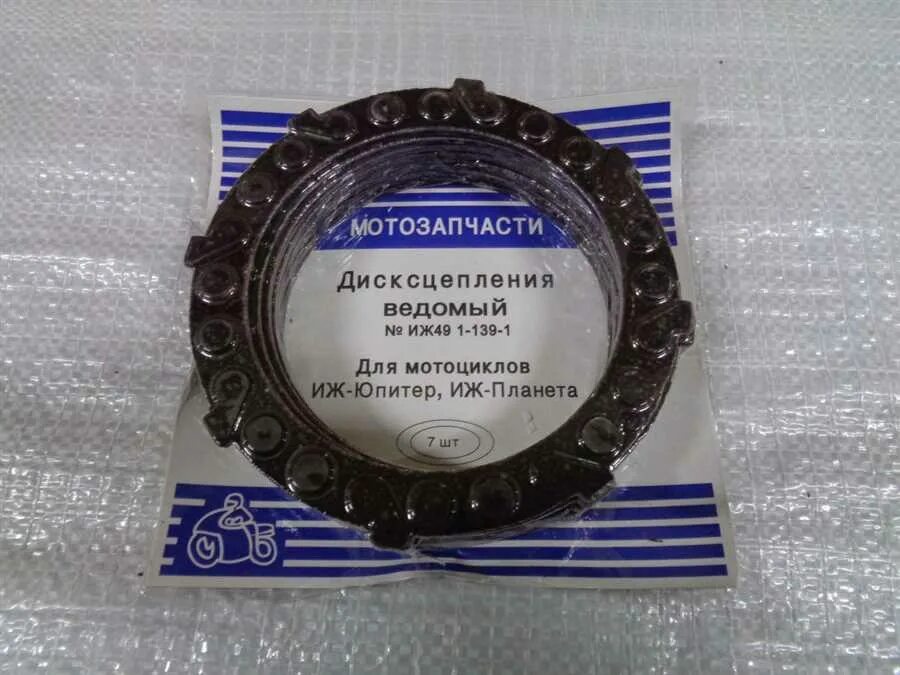 МОТОЗАПЧАСТИ
Дисксцепления
ведомый
№ ИЖ49 1-139-1
Для мотоциклов
ИЖ-Юпитер, ИЖ-Планета
7 шт